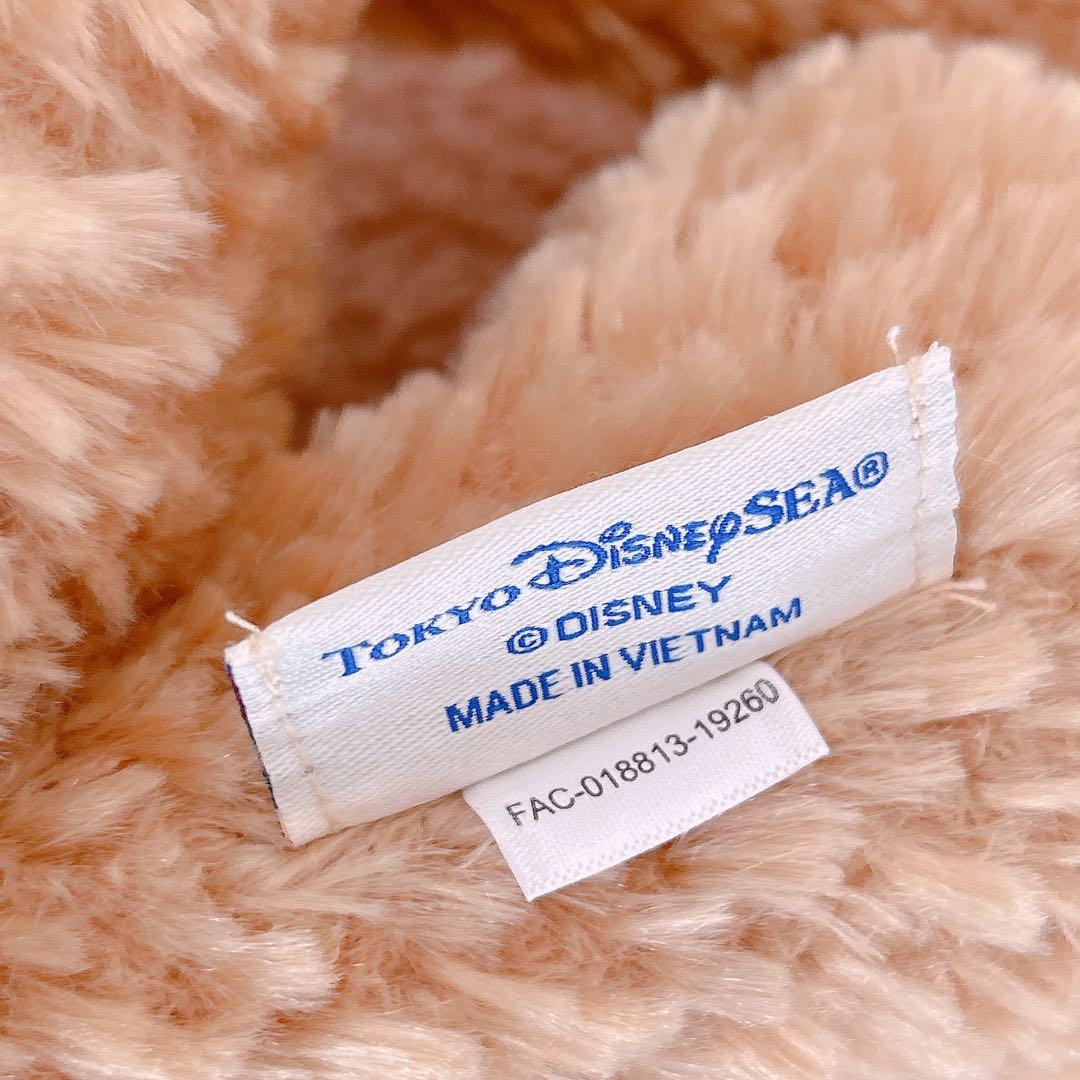 TOKYO DISNEYSEA®
©DISNEY
MADE IN VIETNAM
FAC-018813-19260